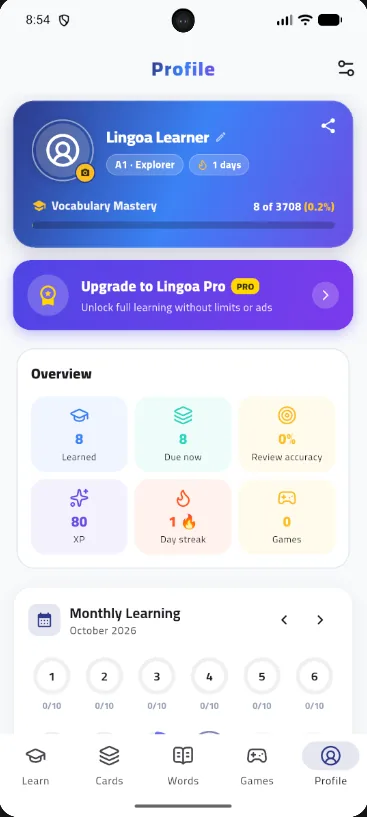 8:54
Profile
Lingoa Learner
A1 · Explorer
👌 1 days
Vocabulary Mastery
8 of 3708 (0.2%)
Upgrade to Lingoa Pro PRO
Unlock full learning without limits or ads
Overview
8
Learned
8
Due now
0%
Review accuracy
80
XP
1 🔥
Day streak
0
Games
Monthly Learning
October 2026
1 2 3 4 5 6
0/10 0/10 0/10 0/10 0/10 0/10
Learn Cards Words Games Profile